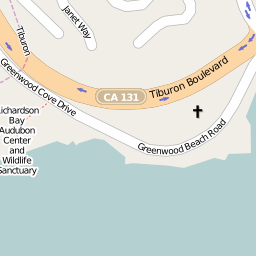 Janet Way
Tiburon
Tiburon Boulevard
CA 131
Greenwood Cove Drive
Greenwood Beach Road
Richardson
Bay
Audubon
Center
and
Wildlife
Sanctuary